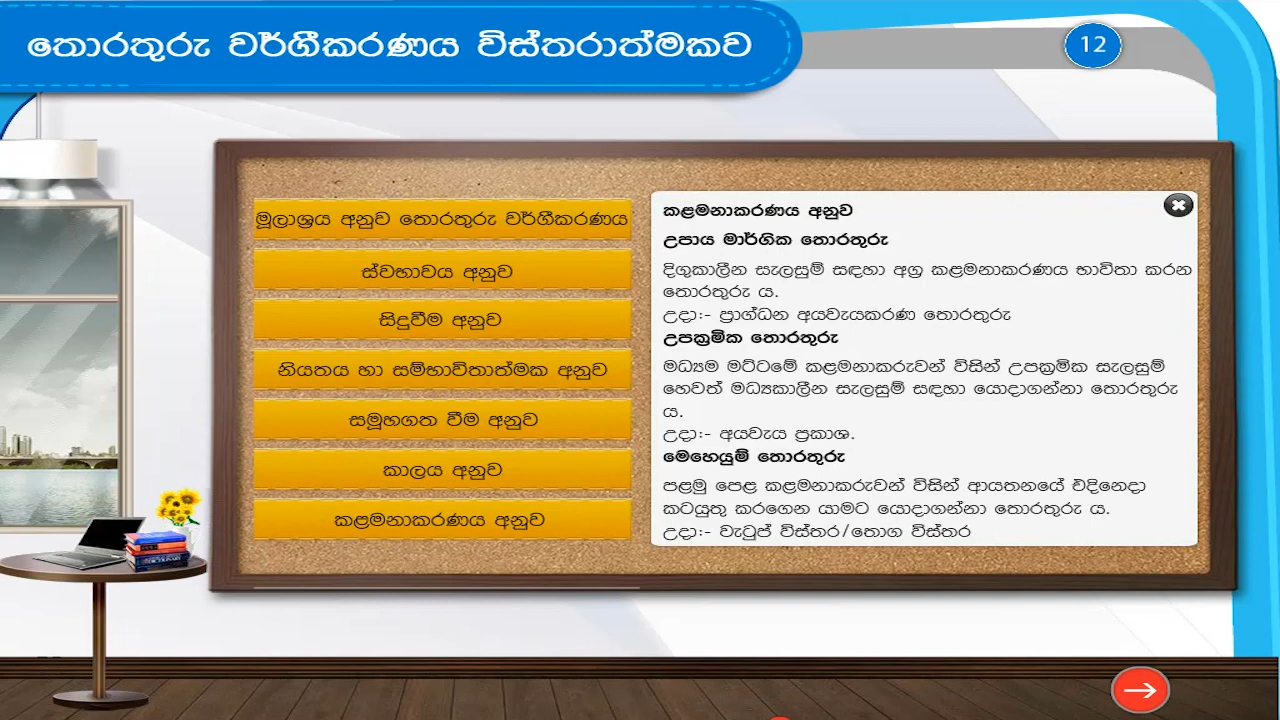 තොරතුරු වර්ගීකරණය විස්තරාත්මකව
12
මූලාශ්‍රය අනුව තොරතුරු වර්ගීකරණය
ස්වභාවය අනුව
සිදුවීම අනුව
නියතය හා සම්භාවිතාත්මක අනුව
සමූහගත වීම අනුව
කාලය අනුව
කළමනාකරණය අනුව
කළමනාකරණය අනුව
උපාය මාර්ගික තොරතුරු
දිගුකාලීන සැලසුම් සඳහා අග්‍ර කළමනාකරණය භාවිතා කරන
තොරතුරු ය.
උදා:- ප්‍රාග්ධන අයවැයකරණ තොරතුරු
උපක්‍රමික තොරතුරු
මධ්‍යම මට්ටමේ කළමනාකරුවන් විසින් උපක්‍රමික සැලසුම්
හෙවත් මධ්‍යකාලීන සැලසුම් සඳහා යොදාගන්නා තොරතුරු
ය.
උදා:- අයවැය ප්‍රකාශ.
මෙහෙයුම් තොරතුරු
පළමු පෙළ කළමනාකරුවන් විසින් ආයතනයේ එදිනෙදා
කටයුතු කරගෙන යාමට යොදාගන්නා තොරතුරු ය.
උදා:- වැටුප් විස්තර/තොග විස්තර
DICTIONARY